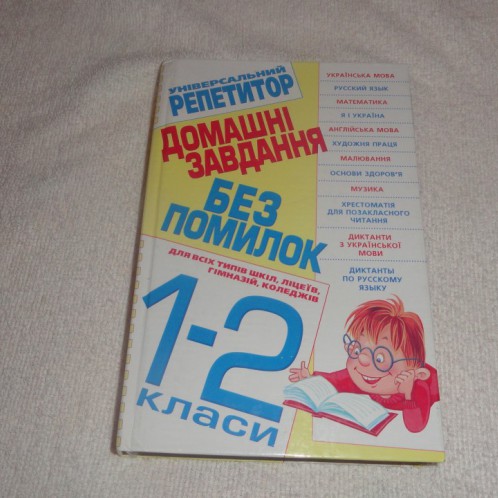 УНІВЕРСАЛЬНИЙ
РЕПЕТИТОР
ДОМАШНІ
ЗАВДАННЯ
БЕЗ
ПОМИЛОК
ДЛЯ ВСІХ ТИПІВ ШКІЛ, ЛІЦЕЇВ,
ГІМНАЗІЙ, КОЛЕДЖІВ
1-2
КЛАСИ
УКРАЇНСЬКА МОВА
РУССКИЙ ЯЗЫК
МАТЕМАТИКА
Я І УКРАЇНА
АНГЛІЙСЬКА МОВА
ХУДОЖНЯ ПРАЦЯ
МАЛЮВАННЯ
ОСНОВИ ЗДОРОВ'Я
МУЗИКА
ХРЕСТОМАТІЯ
ДЛЯ ПОЗАКЛАСНОГО
ЧИТАННЯ
ДИКТАНТИ
З УКРАЇНСЬКОЇ
МОВИ
ДИКТАНТЫ
ПО РУССКОМУ
ЯЗЫКУ